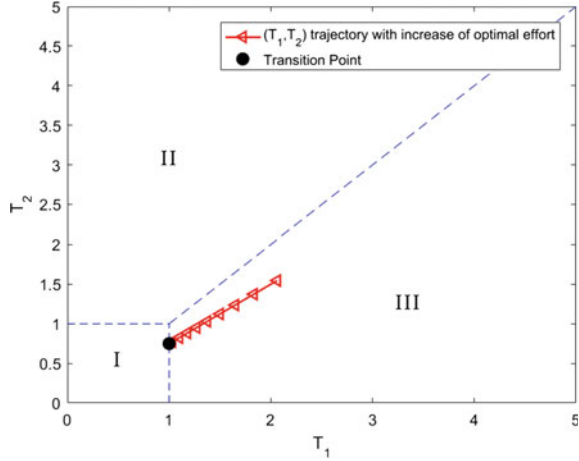 5
4.5
4
3.5
3
2.5
2
1.5
1
0.5
0
T2
(T1,T2) trajectory with increase of optimal effort
Transition Point
II
III
I
0 1 2 3 4 5
T1